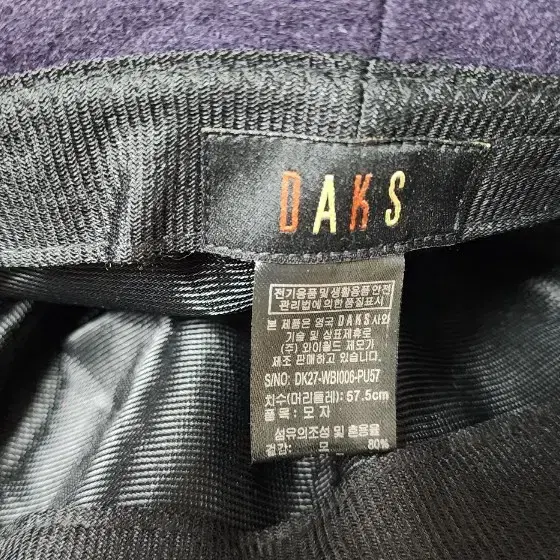 DAKS
전기용품 및 생활용품 안전
관리법에 의한 품질표시
본 제품은 영국 DAKS사와
기술 및 상표제휴로
(주) 와이월드 제모가
제조 판매하고 있음
S/NO: DK27-WBI006-PU57
치수(머리둘레) 57.5cm
품목: 모 자
섬유의조성 및 혼용율
겉감: 모 80%